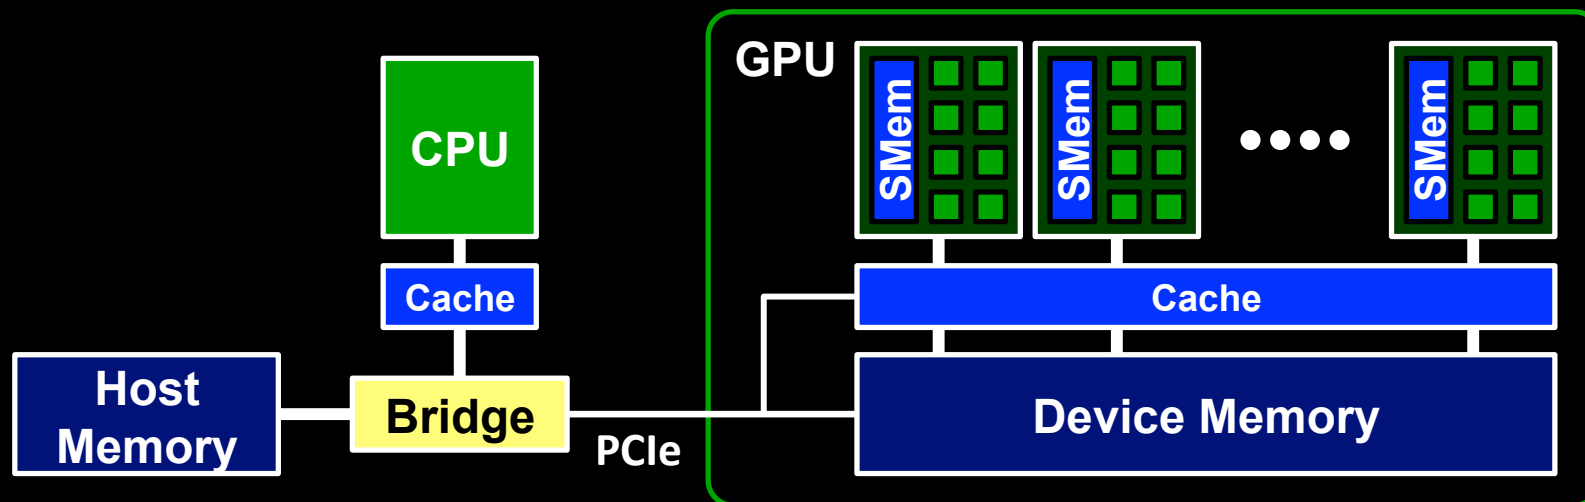 GPU
CPU
SMem
SMem
SMem
Cache
Cache
Host
Memory
Bridge
PCIe
Device Memory